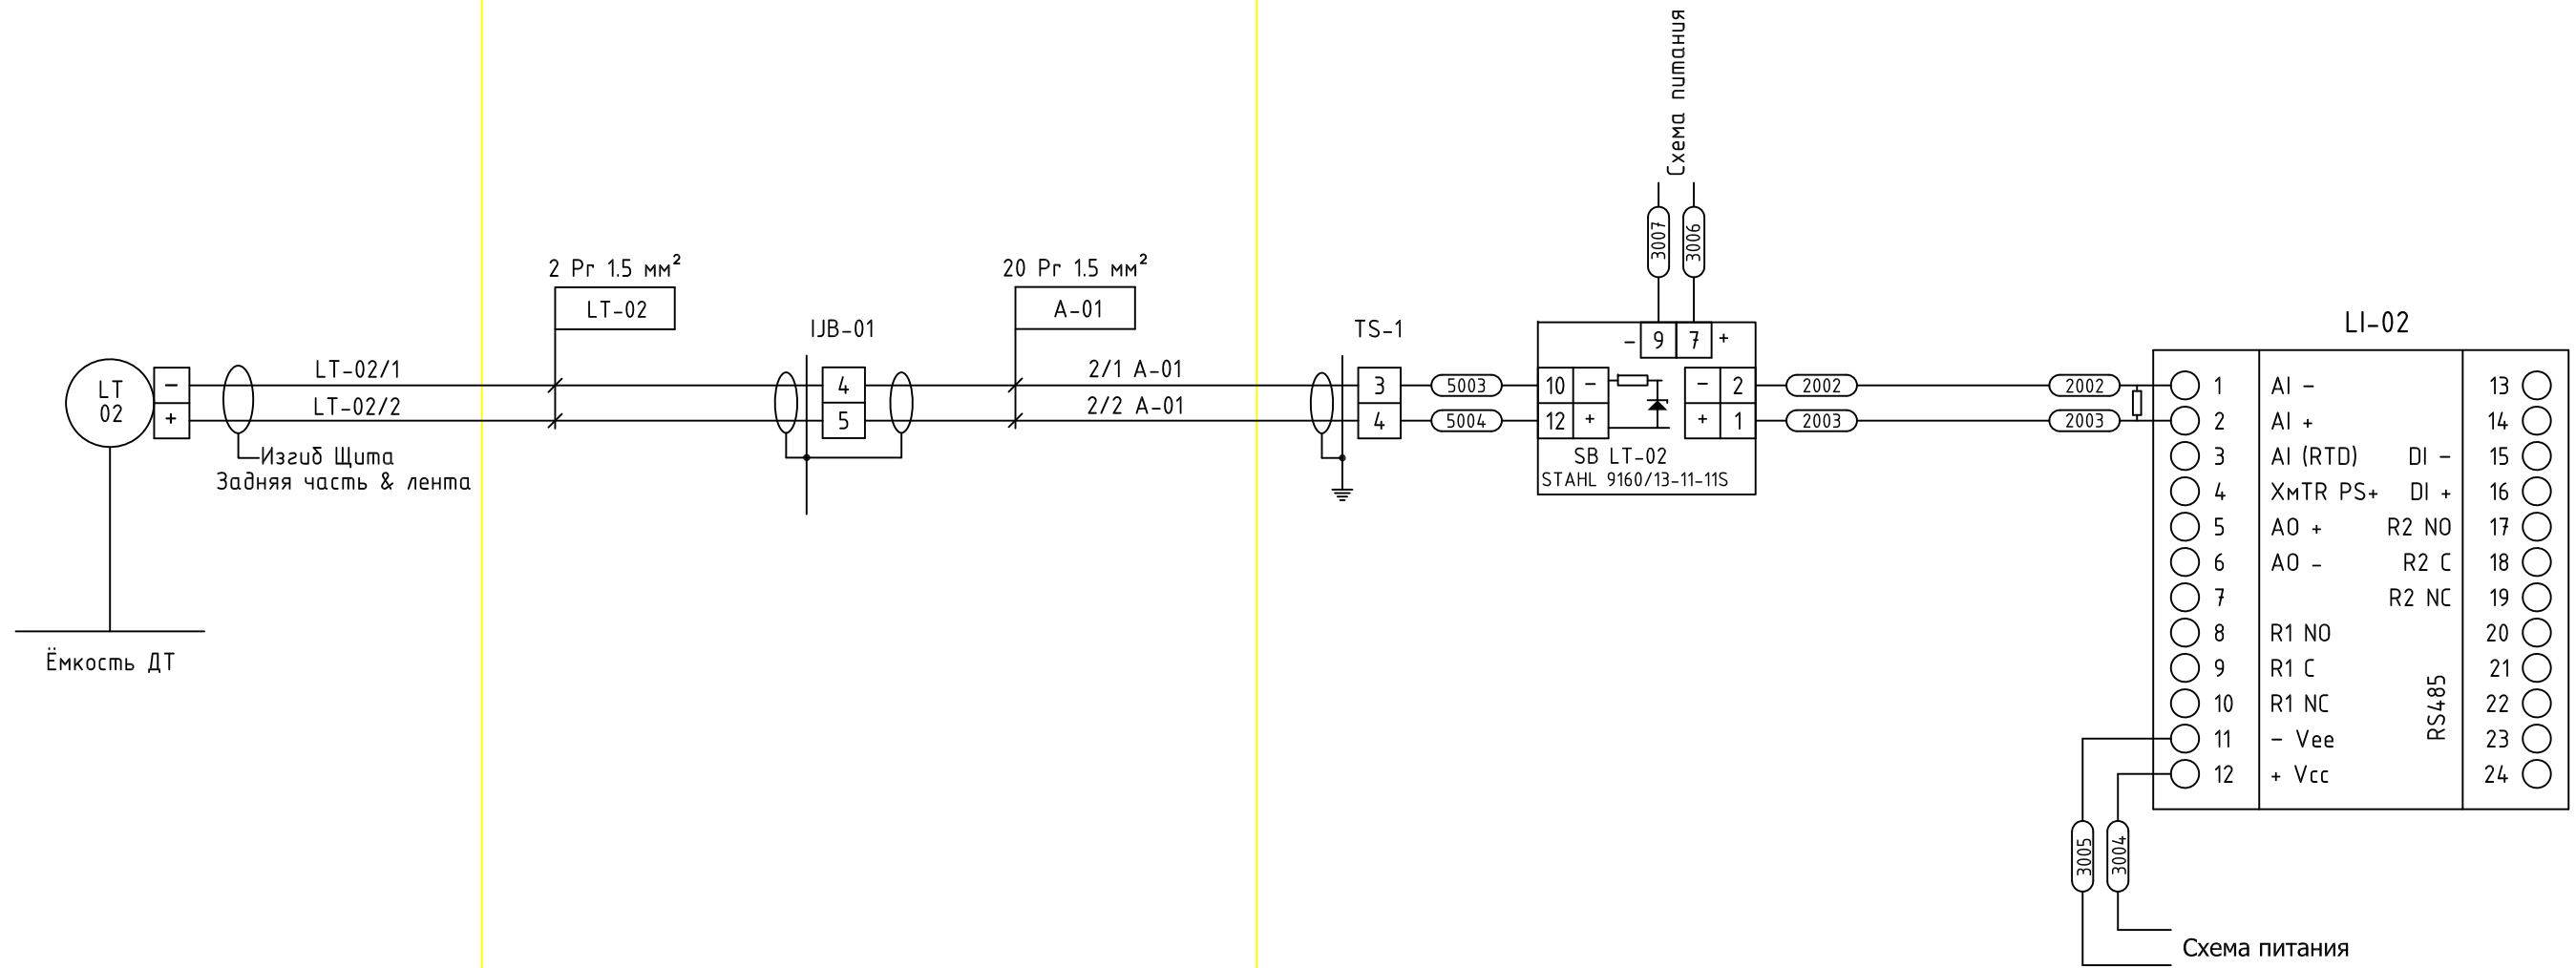 Схема питания
3007
3006
2 Pr 1.5 мм²
LT-02
20 Pr 1.5 мм²
A-01
IJB-01
TS-1
LI-02
LT
02
-
+
LT-02/1
LT-02/2
Изгиб Щита
Задняя часть & лента
4
5
2/1 A-01
2/2 A-01
3
4
5003
5004
- 9 7 +
10 - - 2
12 + + 1
SB LT-02
STAHL 9160/13-11-11S
2002
2003
2002
2003
1 AI - 13
2 AI + 14
3 AI (RTD) DI - 15
4 XмTR PS+ DI + 16
5 AO + R2 NO 17
6 AO - R2 C 18
7 R2 NC 19
8 R1 NO 20
9 R1 C 21
10 R1 NC 22
11 - Vee 23
12 + Vcc 24
RS485
Ёмкость ДТ
3005
3004
Схема питания